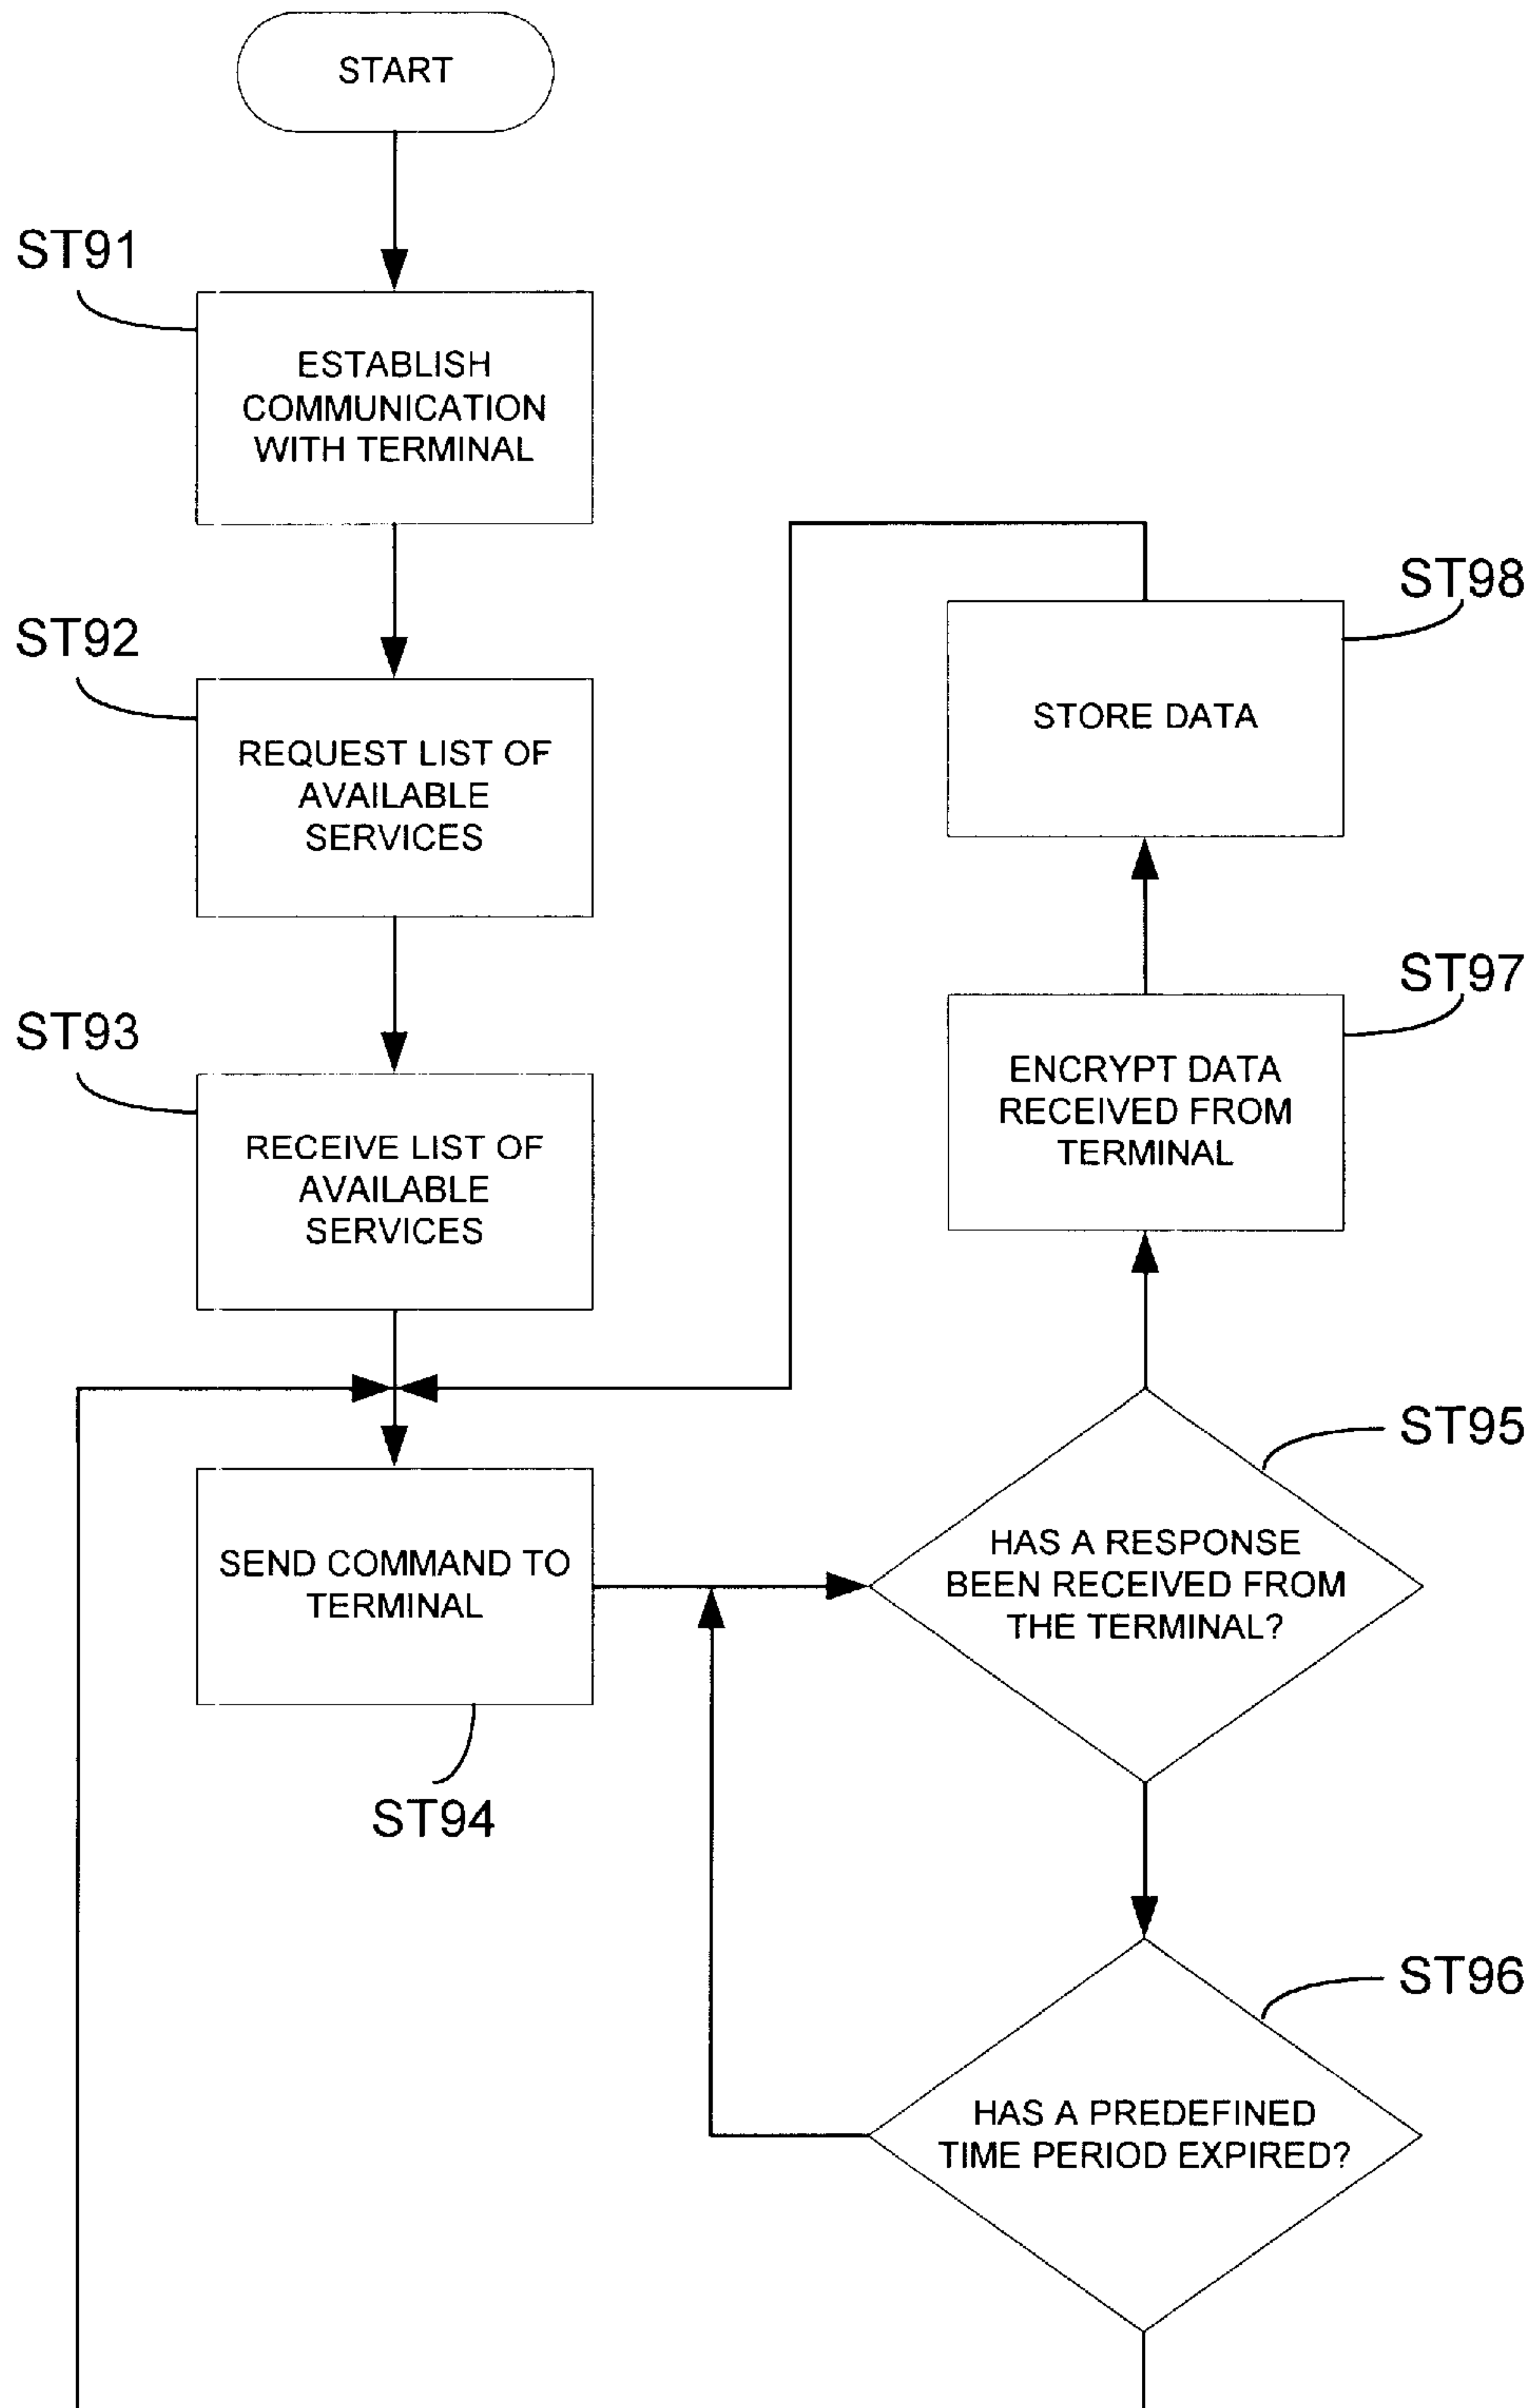 START
ST91
ESTABLISH
COMMUNICATION
WITH TERMINAL
ST92
REQUEST LIST OF
AVAILABLE
SERVICES
ST93
RECEIVE LIST OF
AVAILABLE
SERVICES
SEND COMMAND TO
TERMINAL
ST94
ST98
STORE DATA
ST97
ENCRYPT DATA
RECEIVED FROM
TERMINAL
ST95
HAS A RESPONSE
BEEN RECEIVED FROM
THE TERMINAL?
ST96
HAS A PREDEFINED
TIME PERIOD EXPIRED?